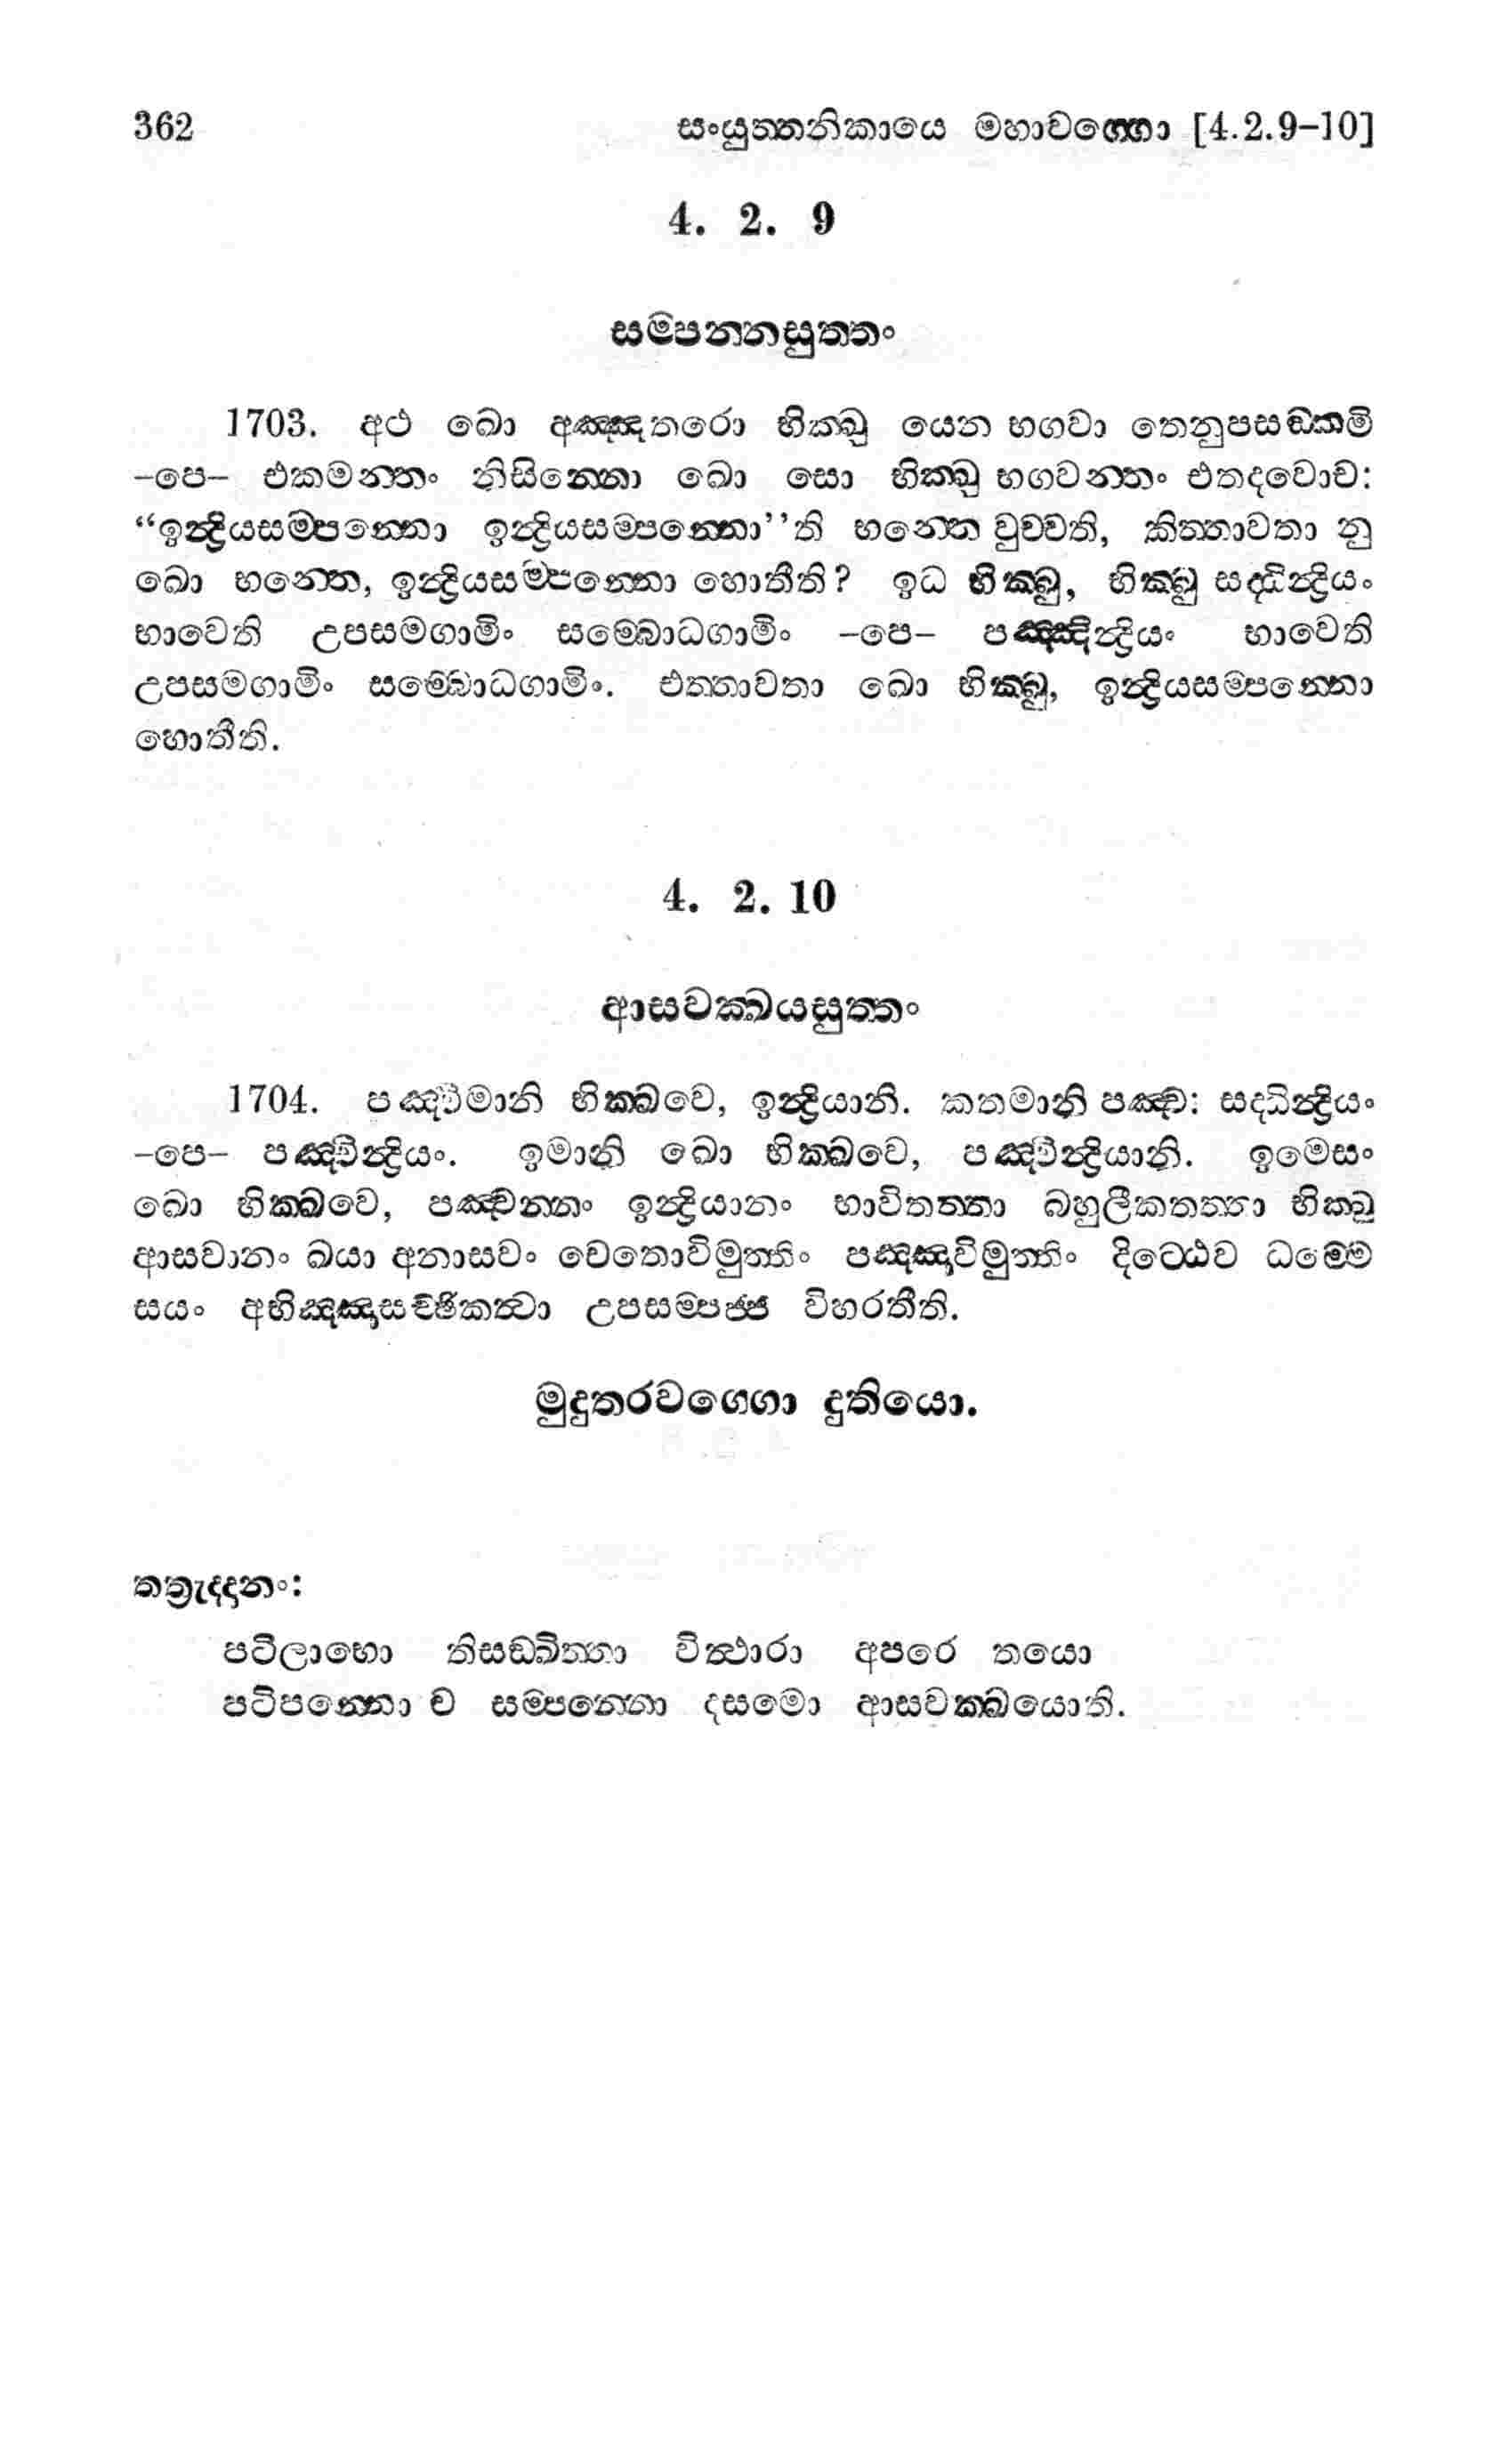 362 සංයුත්තනිකායෙ මහාවග්ගො [4.2.9-10]
4. 2. 9
සම්පන්නසුත්තං
1703. අථ ඛො අඤ්ඤතරො භික්ඛු යෙන භගවා තෙනුපසඞ්කමි
-පෙ- එකමන්තං නිසින්නො ඛො සො භික්ඛු භගවන්තං එතදවොච:
“ඉන්ද්‍රියසම්පන්නො ඉන්ද්‍රියසම්පන්නො’’ති භන්තෙ වුච්චති, කිත්තාවතා නු
ඛො භන්තෙ, ඉන්ද්‍රියසම්පන්නො හොතීති? ඉධ භික්ඛු, භික්ඛු සද්ධින්ද්‍රියං
භාවෙති උපසමගාමිං සම්බොධගාමිං -පෙ- පඤ්ඤින්ද්‍රියං භාවෙති
උපසමගාමිං සම්බොධගාමිං. එත්තාවතා ඛො භික්ඛු, ඉන්ද්‍රියසම්පන්නො
හොතීති.
4. 2. 10
ආසවක්ඛයසුත්තං
1704. පඤ්චිමානි භික්ඛවෙ, ඉන්ද්‍රියානි. කතමානි පඤ්ච: සද්ධින්ද්‍රියං
-පෙ- පඤ්චින්ද්‍රියං. ඉමානි ඛො භික්ඛවෙ, පඤ්චින්ද්‍රියානි. ඉමෙසං
ඛො භික්ඛවෙ, පඤ්චන්නං ඉන්ද්‍රියානං භාවිතත්තා බහුලීකතත්තා භික්ඛු
ආසවානං ඛයා අනාසවං චෙතොවිමුත්තිං පඤ්ඤාවිමුත්තිං දිට්ඨෙව ධම්මෙ
සයං අභිඤ්ඤාසච්ඡිකත්වා උපසම්පජ්ජ විහරතීති.
මුදුතරවග්ගො දුතියො.
තත්‍රැද්දානං:
පටිලාභො තිසඞ්ඛිත්තා විත්ථාරා අපරෙ තයො
පටිපන්නො ච සම්පන්නො දසමො ආසවක්ඛයොති.